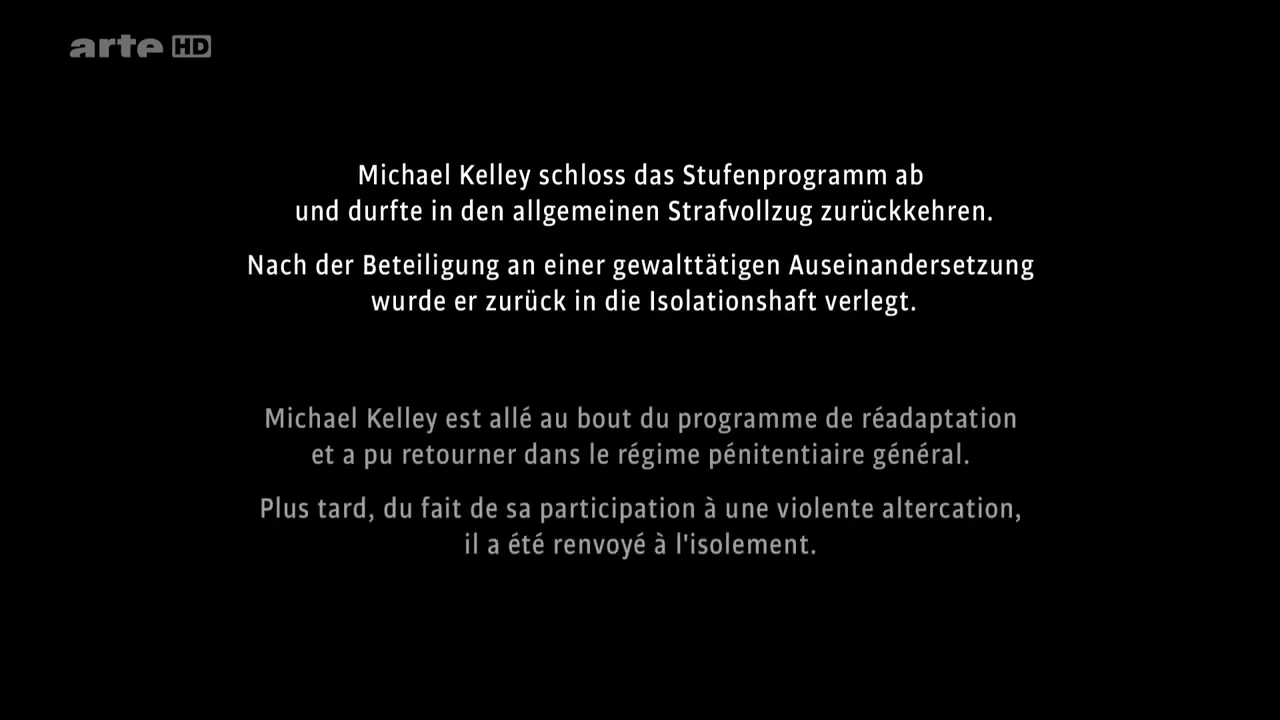 arte HD
Michael Kelley schloss das Stufenprogramm ab
und durfte in den allgemeinen Strafvollzug zurückkehren.
Nach der Beteiligung an einer gewalttätigen Auseinandersetzung
wurde er zurück in die Isolationshaft verlegt.
Michael Kelley est allé au bout du programme de réadaptation
et a pu retourner dans le régime pénitentiaire général.
Plus tard, du fait de sa participation à une violente altercation,
il a été renvoyé à l'isolement.